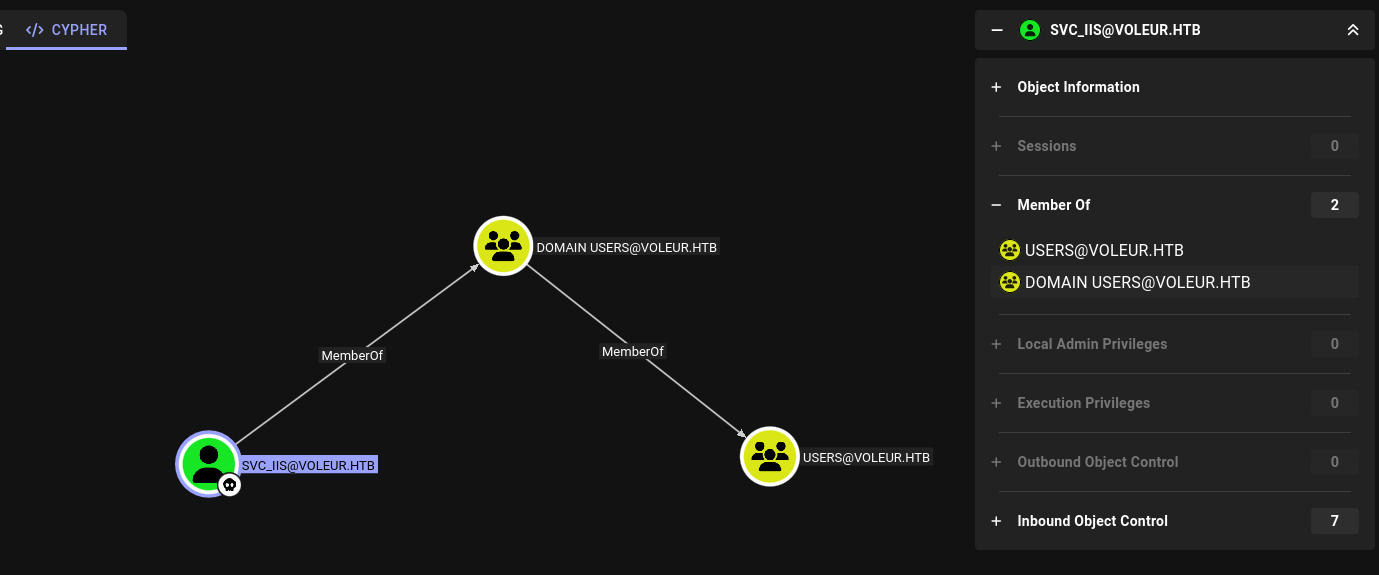 CYPHER
DOMAIN USERS@VOLEUR.HTB
MemberOf
MemberOf
SVC_IIS@VOLEUR.HTB
USERS@VOLEUR.HTB
SVC_IIS@VOLEUR.HTB
Object Information
Sessions 0
Member Of 2
USERS@VOLEUR.HTB
DOMAIN USERS@VOLEUR.HTB
Local Admin Privileges 0
Execution Privileges 0
Outbound Object Control 0
Inbound Object Control 7